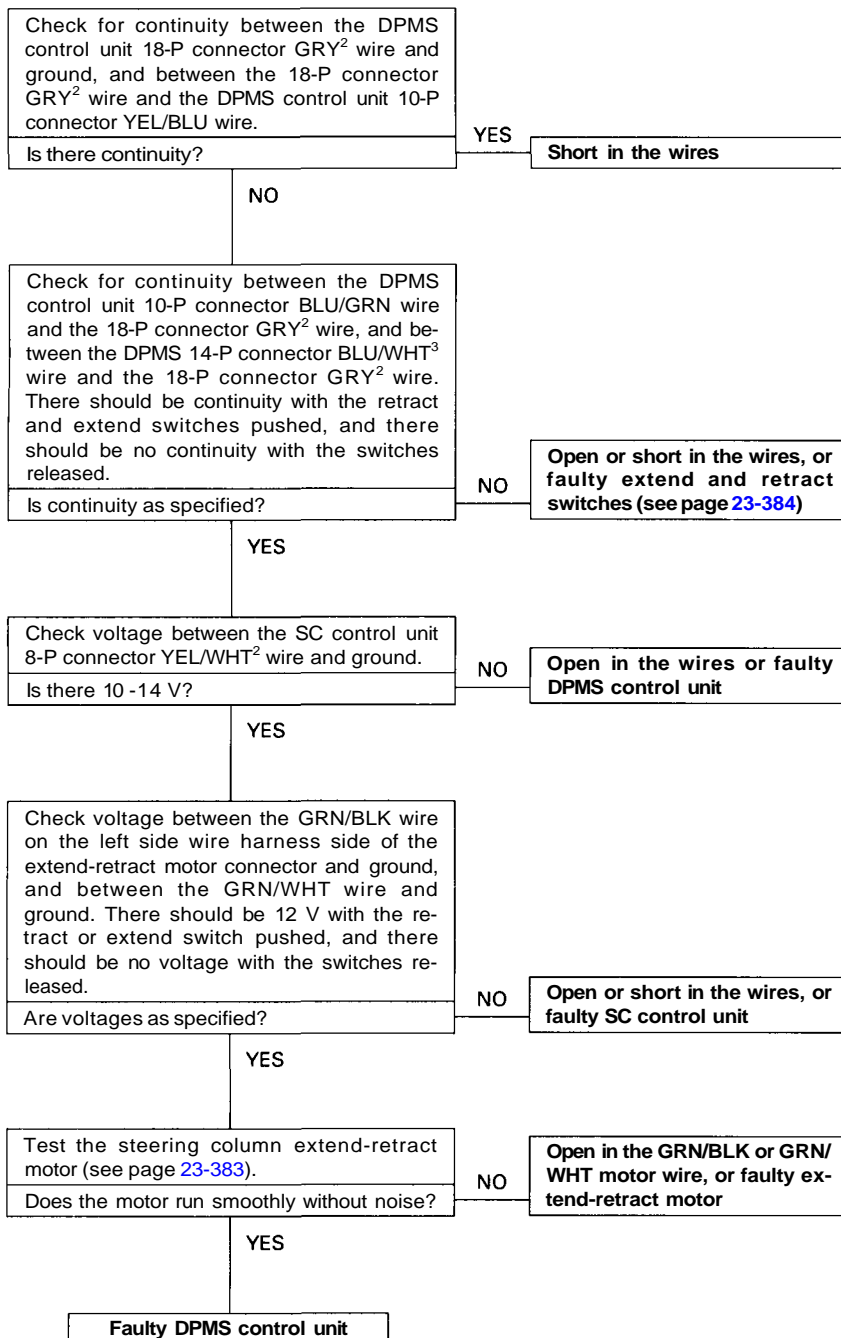 Check for continuity between the DPMS
control unit 18-P connector GRY² wire and
ground, and between the 18-P connector
GRY² wire and the DPMS control unit 10-P
connector YEL/BLU wire.
Is there continuity?
YES
Short in the wires
NO
Check for continuity between the DPMS
control unit 10-P connector BLU/GRN wire
and the 18-P connector GRY² wire, and be-
tween the DPMS 14-P connector BLU/WHT³
wire and the 18-P connector GRY² wire.
There should be continuity with the retract
and extend switches pushed, and there
should be no continuity with the switches
released.
Is continuity as specified?
NO
Open or short in the wires, or
faulty extend and retract
switches (see page 23-384)
YES
Check voltage between the SC control unit
8-P connector YEL/WHT² wire and ground.
Is there 10 -14 V?
NO
Open in the wires or faulty
DPMS control unit
YES
Check voltage between the GRN/BLK wire
on the left side wire harness side of the
extend-retract motor connector and ground,
and between the GRN/WHT wire and
ground. There should be 12 V with the re-
tract or extend switch pushed, and there
should be no voltage with the switches re-
leased.
Are voltages as specified?
NO
Open or short in the wires, or
faulty SC control unit
YES
Test the steering column extend-retract
motor (see page 23-383).
Does the motor run smoothly without noise?
NO
Open in the GRN/BLK or GRN/
WHT motor wire, or faulty ex-
tend-retract motor
YES
Faulty DPMS control unit